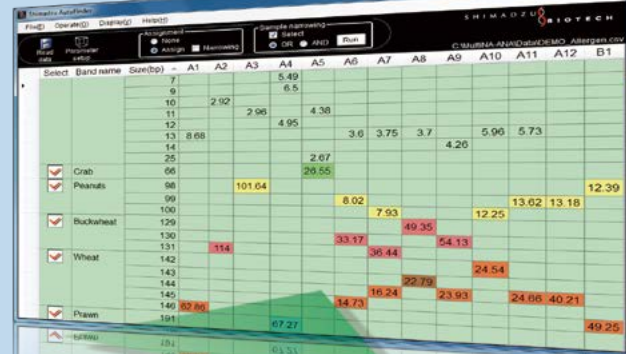 Shimadzu AutoFinder
File(F) Operate(O) Display(V) Help(H)
SHIMADZU BIOTECH
Read data
Parameter setup
Assignment
None
Assign Narrowing
Sample narrowing
Select
OR AND Run
C:\MultiNA-ANA\Data\DEMO_Allergen.csv
Select Band name Size(bp) A1 A2 A3 A4 A5 A6 A7 A8 A9 A10 A11 A12 B1
7 5.49
9 6.5
10 2.92
11 2.96 4.38
12 4.95
13 8.68 3.6 3.75 3.7 5.96 5.73
14 4.26
25 2.67
Crab 66 26.55
Peanuts 98 101.64 12.39
99 8.02 13.62 13.18
100 7.93 12.25
Buckwheat 129 49.35
130 33.17 54.13
131 114 36.44
Wheat 142 24.54
143
144 22.79
145 16.24 23.93 24.66 40.21
146 62.86 14.73
Prawn 191 67.27 49.25